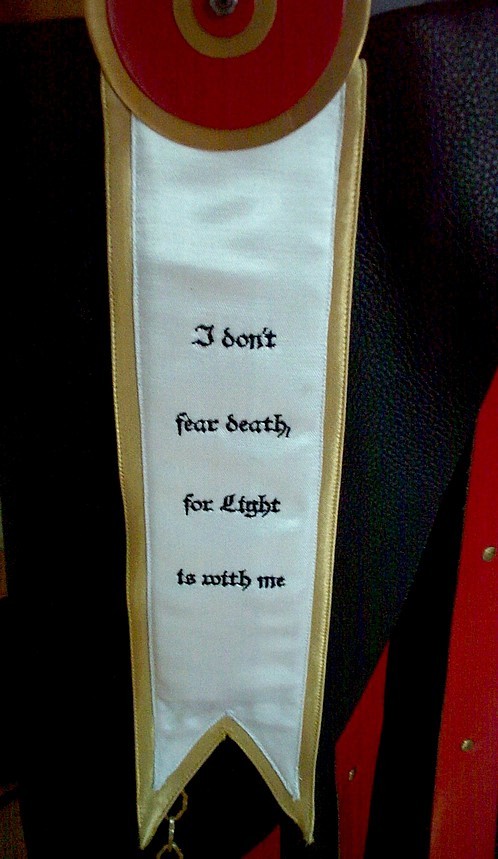 I don't
fear death,
for Light
is with me